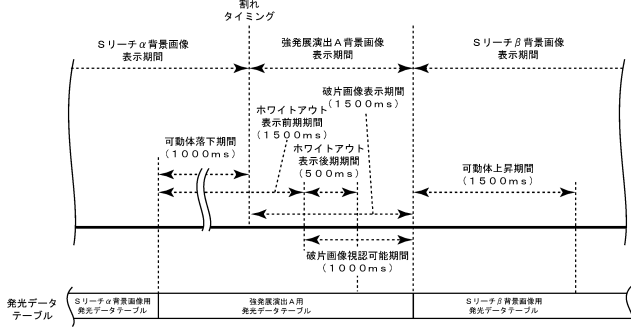 割れ
タイミング
Ｓリーチα背景画像
表示期間
強発展演出Ａ背景画像
表示期間
Ｓリーチβ背景画像
表示期間
破片画像表示期間
（１５００ｍｓ）
ホワイトアウト
表示前期期間
（１５００ｍｓ）
可動体落下期間
（１０００ｍｓ）
ホワイトアウト
表示後期期間
（５００ｍｓ）
可動体上昇期間
（１５００ｍｓ）
破片画像視認可能期間
（１０００ｍｓ）
発光データ
テーブル
Ｓリーチα背景画像用
発光データテーブル
強発展演出Ａ用
発光データテーブル
Ｓリーチβ背景画像用
発光データテーブル